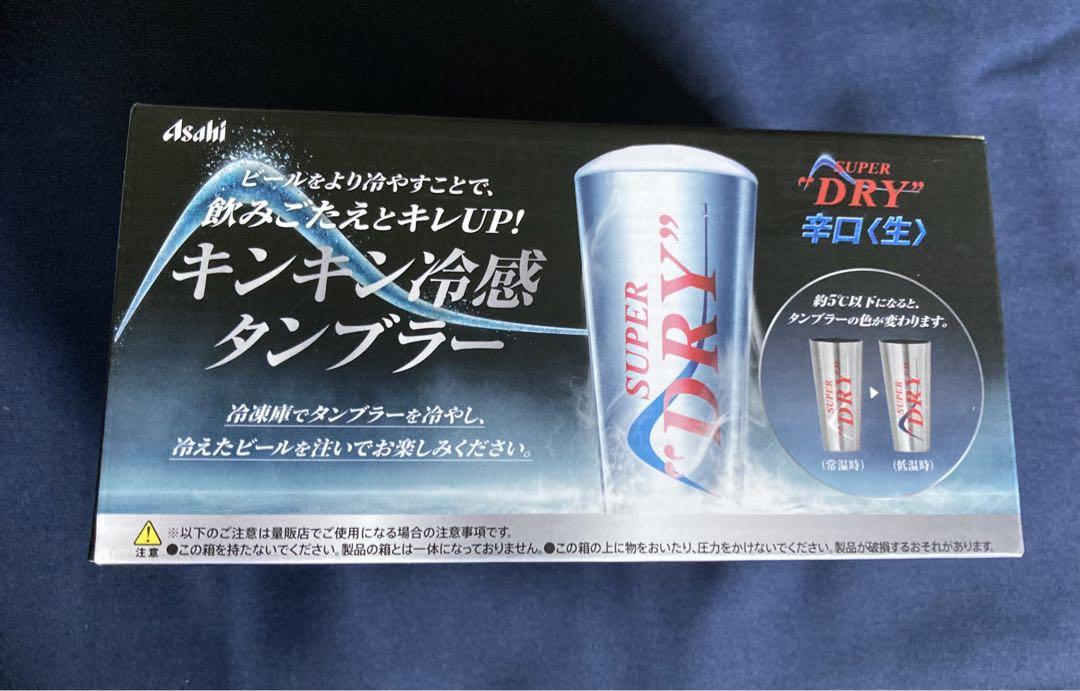 Asahi
ビールをより冷やすことで、
飲みごたえとキレUP!
キンキン冷感
タンブラー
冷凍庫でタンブラーを冷やし、
冷えたビールを注いでお楽しみください。
SUPER
"DRY"
SUPER
"DRY"
辛口〈生〉
約5℃以下になると、
タンブラーの色が変わります。
SUPER
"DRY"
SUPER
"DRY"
(常温時)
(低温時)
注意
※以下のご注意は量販店でご使用になる場合の注意事項です。
●この箱を持たないでください。製品の箱とは一体になっておりません。●この箱の上に物をおいたり、圧力をかけないでください。製品が破損するおそれがあります。